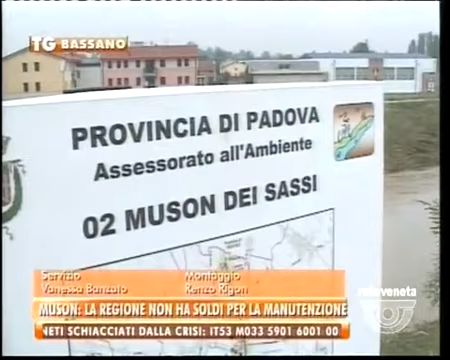 TG BASSANO
PROVINCIA DI PADOVA
Assessorato all'Ambiente
02 MUSON DEI SASSI
Servizio Montaggio
Vanessa Banzato Renzo Rigon
MUSON: LA REGIONE NON HA SOLDI PER LA MANUTENZIONE
reteveneta
NETI SCHIACCIATI DALLA CRISI: IT53 M033 5901 6001 00